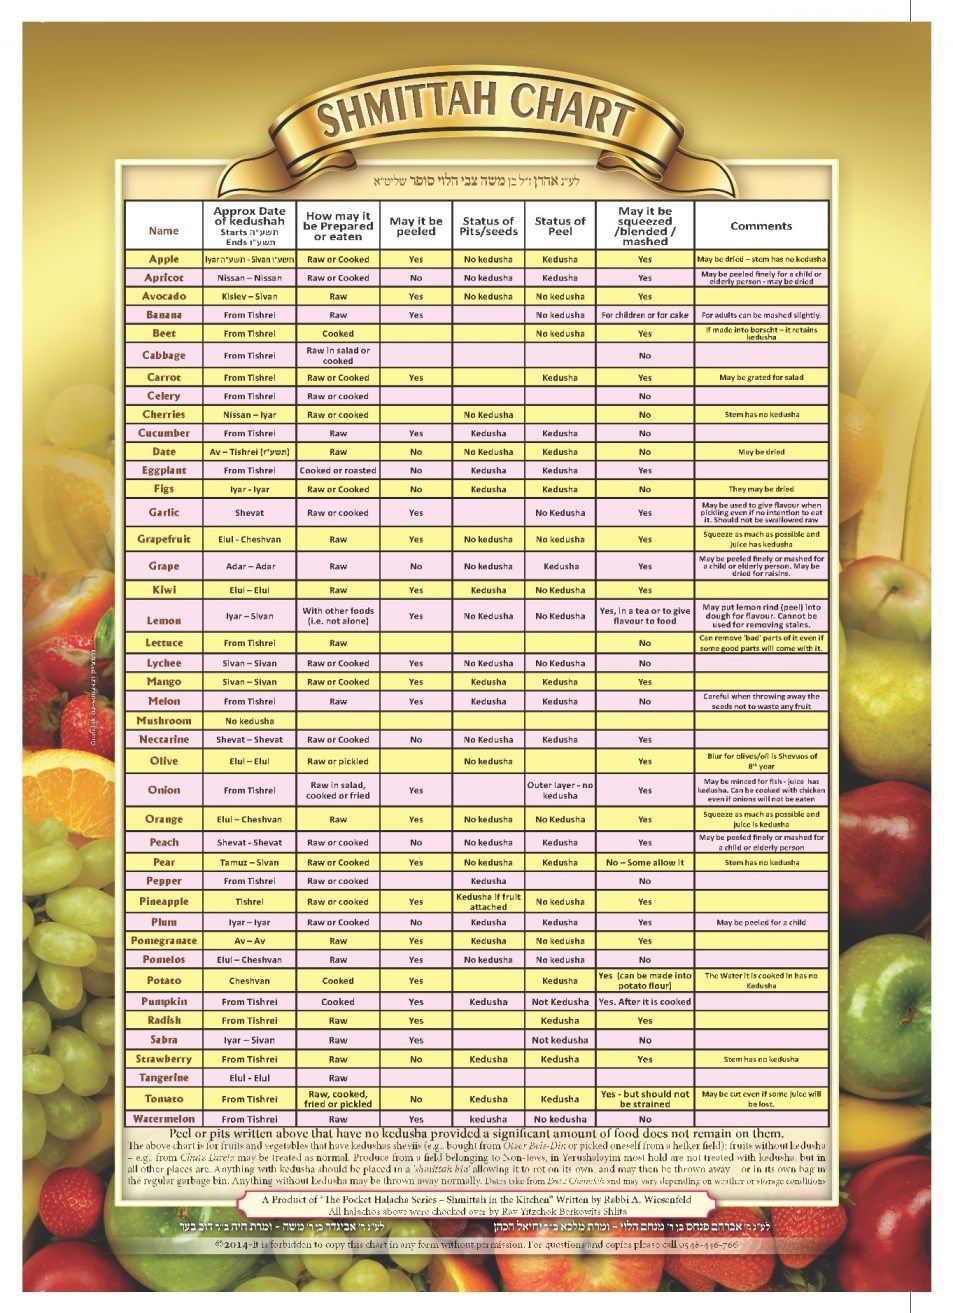 SHMITTAH CHART
לע"נ אהרן ז"ל בן משה צבי הלוי סופר שליט"א
Name | Approx Date of kedushah Starts תשע"ה Ends תשע"ו | How may it be Prepared or eaten | May it be peeled | Status of Pits/seeds | Status of Peel | May it be squeezed /blended / mashed | Comments
Apple | Iyar תשע"ה - Sivan תשע"ו | Raw or Cooked | Yes | No kedusha | Kedusha | Yes | May be dried – stem has no kedusha
Apricot | Nissan – Nissan | Raw or Cooked | No | No kedusha | Kedusha | Yes | May be peeled finely for a child or elderly person - may be dried
Avocado | Kislev – Sivan | Raw | Yes | No kedusha | No kedusha | Yes
Banana | From Tishrei | Raw | Yes | No kedusha | For children or for cake | For adults can be mashed slightly.
Beet | From Tishrei | Cooked | No kedusha | Yes | If made into borscht – it retains kedusha
Cabbage | From Tishrei | Raw in salad or cooked | No
Carrot | From Tishrei | Raw or Cooked | Yes | Kedusha | Yes | May be grated for salad
Celery | From Tishrei | Raw or cooked | No
Cherries | Nissan – Iyar | Raw or cooked | No Kedusha | No | Stem has no kedusha
Cucumber | From Tishrei | Raw | Yes | Kedusha | Kedusha | No
Date | Av – Tishrei (תשע"ו) | Raw | No | No Kedusha | Kedusha | No | May be dried
Eggplant | From Tishrei | Cooked or roasted | No | Kedusha | Kedusha | Yes
Figs | Iyar - Iyar | Raw or Cooked | No | Kedusha | Kedusha | No | They may be dried
Garlic | Shevat | Raw or cooked | Yes | No Kedusha | Yes | May be used to give flavour when pickling even if no intention to eat it. Should not be swallowed raw
Grapefruit | Elul - Cheshvan | Raw | Yes | No kedusha | No kedusha | Yes | Squeeze as much as possible and juice has kedusha
Grape | Adar – Adar | Raw | No | No kedusha | Kedusha | Yes | May be peeled finely or mashed for a child or elderly person. May be dried for raisins.
Kiwi | Elul – Elul | Raw | Yes | Kedusha | No Kedusha | Yes
Lemon | Iyar – Sivan | With other foods (i.e. not alone) | Yes | No Kedusha | No Kedusha | Yes, in a tea or to give flavour to food | May put lemon rind (peel) into dough for flavour. Cannot be used for removing stains.
Lettuce | From Tishrei | Raw | No | Can remove 'bad' parts of it even if some good parts will come with it.
Lychee | Sivan – Sivan | Raw or Cooked | Yes | No Kedusha | No Kedusha | No
Mango | Sivan – Sivan | Raw or Cooked | Yes | Kedusha | Kedusha | Yes
Melon | From Tishrei | Raw | Yes | Kedusha | Kedusha | Yes | Careful when throwing away the seeds not to waste any fruit
Mushroom | No kedusha
Nectarine | Shevat – Shevat | Raw or Cooked | No | No Kedusha | Kedusha | Yes
Olive | Elul – Elul | Raw or pickled | No kedusha | Yes | Biur for olives/oil is Shevuos of 8th year
Onion | From Tishrei | Raw in salad, cooked or fried | Yes | Outer layer - no kedusha | Yes | May be minced for fish - juice has kedusha. Can be cooked with chicken even if onions will not be eaten
Orange | Elul – Cheshvan | Raw | Yes | No kedusha | No Kedusha | Yes | Squeeze as much as possible and juice is kedusha
Peach | Shevat - Shevat | Raw or Cooked | No | No kedusha | Kedusha | Yes | May be peeled finely or mashed for a child or elderly person
Pear | Tamuz – Sivan | Raw or Cooked | Yes | No kedusha | Kedusha | No – Some allow it | Stem has no kedusha
Pepper | From Tishrei | Raw or cooked | Kedusha | No
Pineapple | Tishrei | Raw or Cooked | Yes | Kedusha if fruit attached | No kedusha | Yes
Plum | Iyar – Iyar | Raw or Cooked | No | Kedusha | Kedusha | Yes | May be peeled for a child
Pomegranate | Av – Av | Raw | Yes | Kedusha | No kedusha | Yes
Pomelos | Elul – Cheshvan | Raw | Yes | No kedusha | No kedusha | No
Potato | Cheshvan | Cooked | Yes | Kedusha | Yes (can be made into potato flour) | The Water it is cooked in has no Kedusha
Pumpkin | From Tishrei | Cooked | Yes | Kedusha | Not Kedusha | Yes. After it is cooked
Radish | From Tishrei | Raw | Yes | Kedusha | Yes
Sabra | Iyar – Sivan | Raw | Yes | Not kedusha | No
Strawberry | From Tishrei | Raw | No | Kedusha | Kedusha | Yes | Stem has no kedusha
Tangerine | Elul - Elul | Raw
Tomato | From Tishrei | Raw, cooked, fried or pickled | No | Kedusha | Kedusha | Yes - but should not be strained | May be cut even if some juice will be lost.
Watermelon | From Tishrei | Raw | Yes | kedusha | No kedusha | No
Peel or pits written above that have no kedusha provided a significant amount of food does not remain on them.
The above chart is for fruits and vegetables that have kedushas sheviis (e.g., bought from Otzer Beis-Din or picked oneself from a hefker field); fruits without kedusha
– e.g., from Chutz Laretz may be treated as normal. Produce from a field belonging to Non-Jews, in Yerushalayim most hold are not treated with kedusha, but in
all other places are. Anything with kedusha should be placed in a 'shmittah bin' allowing it to rot on its own, and may then be thrown away – or in its own bag in
the regular garbage bin. Anything without kedusha may be thrown away normally. Dates take from and may vary depending on weather or storage conditions
A Product of "The Pocket Halacha Series – Shmittah in the Kitchen" Written by Rabbi A. Wiesenfeld
All halachos above were checked over by Rav Yitzchok Berkowits Shlita
לע"נ ר' אברהם פנחס בן ר' מנחם הלוי - ומרת מלכא ב"ר יחיאל הכהן
לע"נ ר' אביגדר בן ר' משה - ומרת חיה ב"ר דוב בער
©2014-It is forbidden to copy this chart in any form without permission. For questions and copies please call 0546-446-766